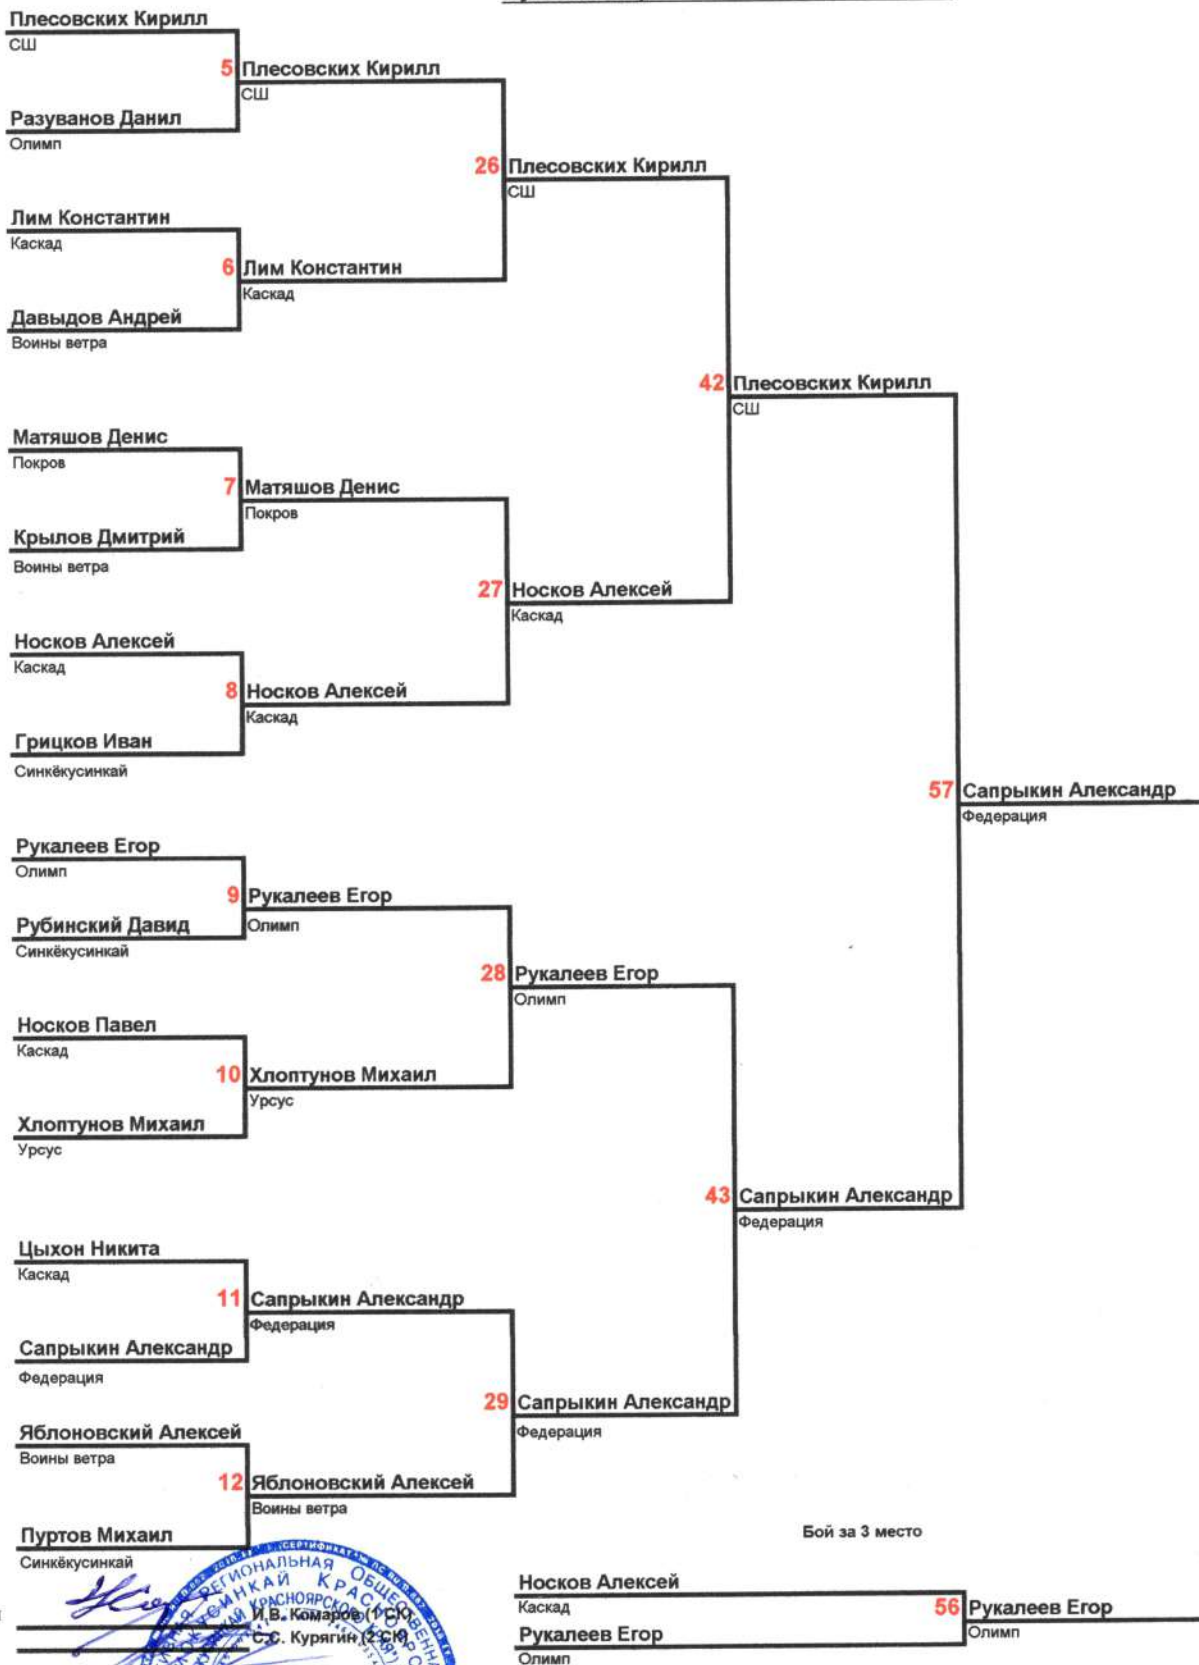 Плесовских Кирилл
СШ
5 Плесовских Кирилл
СШ
Разуванов Данил
Олимп
26 Плесовских Кирилл
СШ
Лим Константин
Каскад
6 Лим Константин
Каскад
Давыдов Андрей
Воины ветра
42 Плесовских Кирилл
СШ
Матяшов Денис
Покров
7 Матяшов Денис
Покров
Крылов Дмитрий
Воины ветра
27 Носков Алексей
Каскад
Носков Алексей
Каскад
8 Носков Алексей
Каскад
Грицков Иван
Синкёкусинкай
57 Сапрыкин Александр
Федерация
Рукалеев Егор
Олимп
9 Рукалеев Егор
Олимп
Рубинский Давид
Синкёкусинкай
28 Рукалеев Егор
Олимп
Носков Павел
Каскад
10 Хлоптунов Михаил
Урсус
Хлоптунов Михаил
Урсус
43 Сапрыкин Александр
Федерация
Цыхон Никита
Каскад
11 Сапрыкин Александр
Федерация
Сапрыкин Александр
Федерация
29 Сапрыкин Александр
Федерация
Яблоновский Алексей
Воины ветра
12 Яблоновский Алексей
Воины ветра
Пуртов Михаил
Синкёкусинкай
Бой за 3 место
Носков Алексей
Каскад
56 Рукалеев Егор
Олимп
Рукалеев Егор
Олимп
И.В. Комаров (1 СК)
С.С. Курягин (2 СК)
РЕГИОНАЛЬНАЯ ОБЩЕСТВЕННА